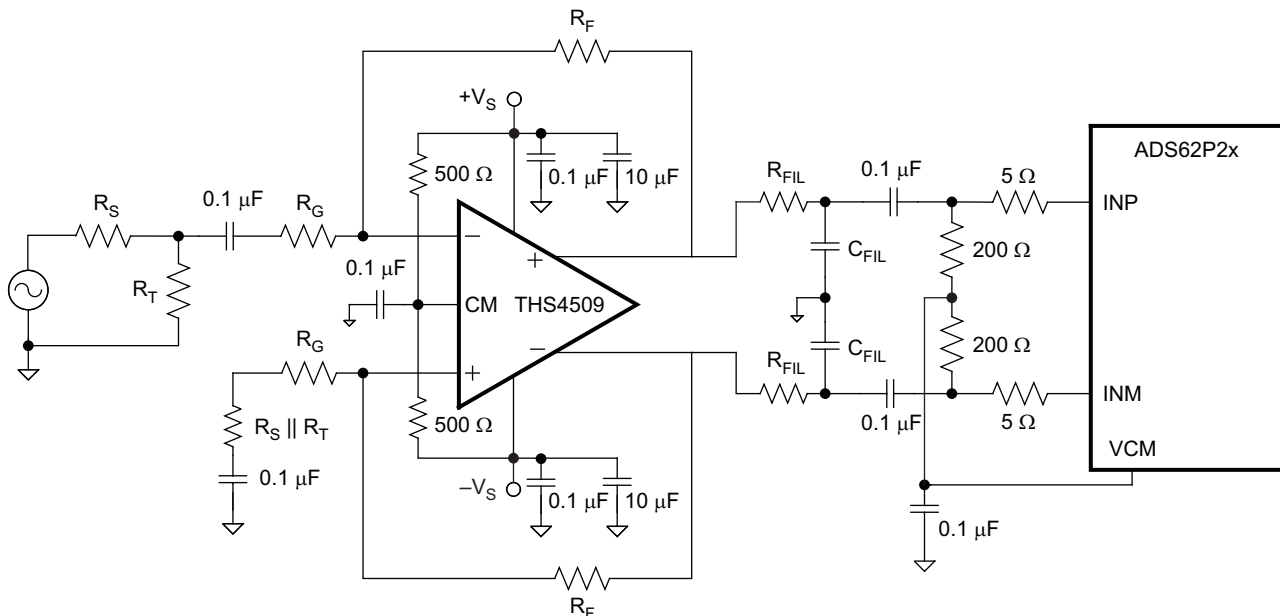 R_F
+V_S
500 Ω
0.1 μF
10 μF
R_S
0.1 μF
R_G
R_T
0.1 μF
CM
THS4509
−
+
+
−
R_G
R_S || R_T
0.1 μF
500 Ω
−V_S
0.1 μF
10 μF
R_F
R_FIL
0.1 μF
5 Ω
C_FIL
200 Ω
C_FIL
200 Ω
R_FIL
0.1 μF
5 Ω
ADS62P2x
INP
INM
VCM
0.1 μF